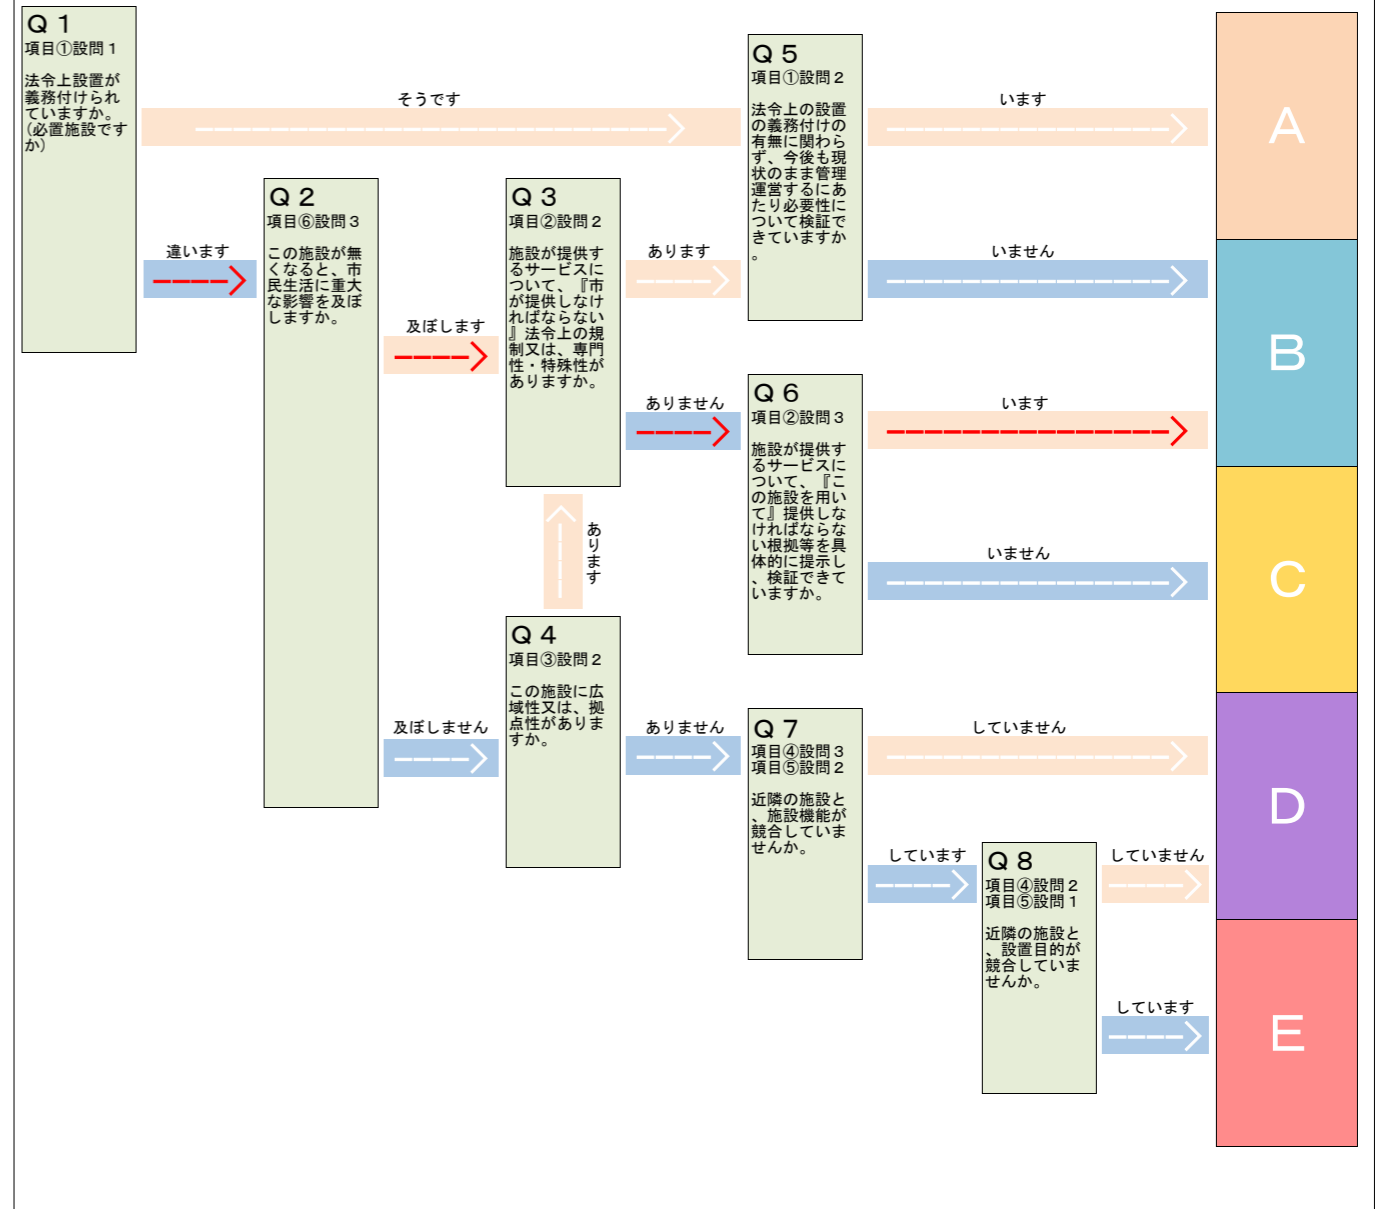 Ｑ１
項目①設問１
法令上設置が
義務付けられ
ていますか。
(必置施設です
か)
そうです
違います
Ｑ２
項目⑥設問３
この施設が無
くなると、市
民生活に重大
な影響を及ぼ
しますか。
及ぼします
及ぼしません
Ｑ３
項目②設問２
施設が提供す
るサービスに
ついて、『市
が提供しなけ
ればならない
』法令上の規
制又は、専門
性・特殊性が
ありますか。
あります
ありません
あります
Ｑ４
項目③設問２
この施設に広
域性又は、拠
点性がありま
すか。
ありません
Ｑ５
項目①設問２
法令上の設置
の義務付けの
有無に関わら
ず、今後も現
状のまま管理
運営するにあ
たり必要性に
ついて検証で
きていますか
。
います
いません
Ｑ６
項目②設問３
施設が提供す
るサービスに
ついて、『こ
の施設を用い
て』提供しな
ければならな
い根拠等を具
体的に提示し
、検証できて
いますか。
います
いません
Ｑ７
項目④設問３
項目⑤設問２
近隣の施設と
、施設機能が
競合していま
せんか。
していません
しています
Ｑ８
項目④設問２
項目⑤設問１
近隣の施設と
、設置目的が
競合していま
せんか。
していません
しています
A
B
C
D
E